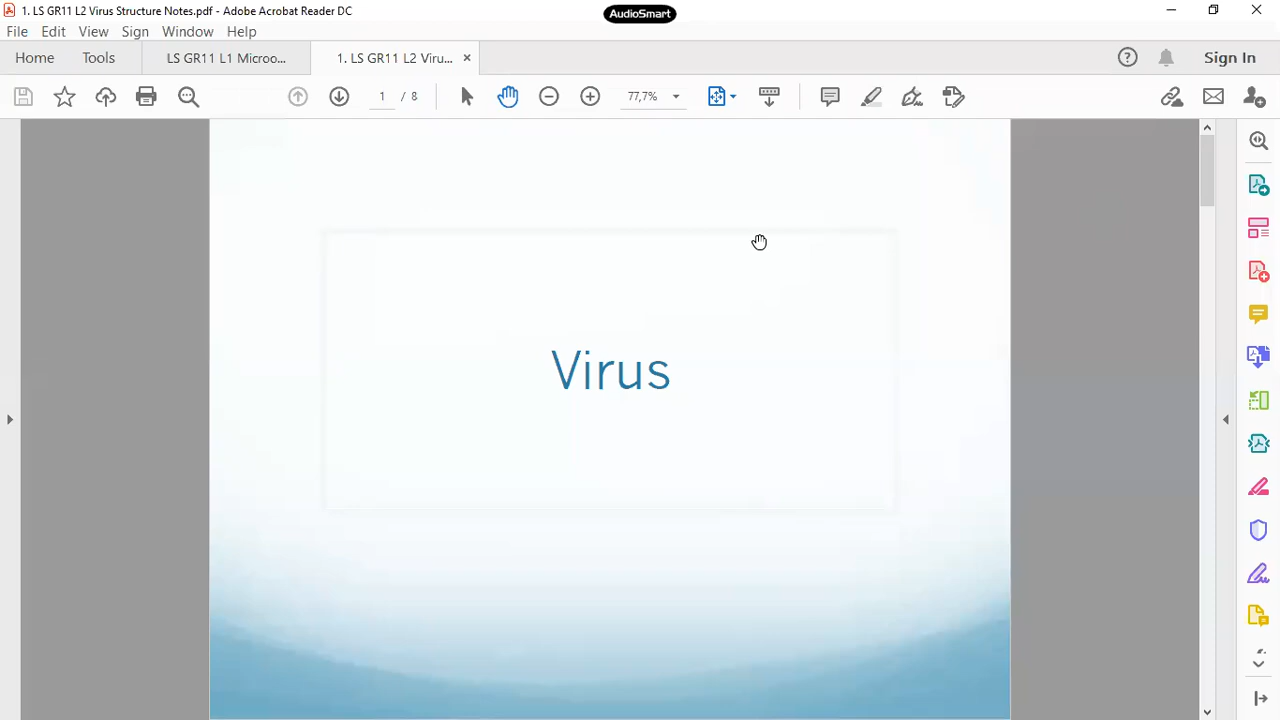 1. LS GR11 L2 Virus Structure Notes.pdf - Adobe Acrobat Reader DC
AudioSmart
File Edit View Sign Window Help
Home Tools LS GR11 L1 Microo... 1. LS GR11 L2 Viru... × Sign In
1 / 8 77,7%
Virus